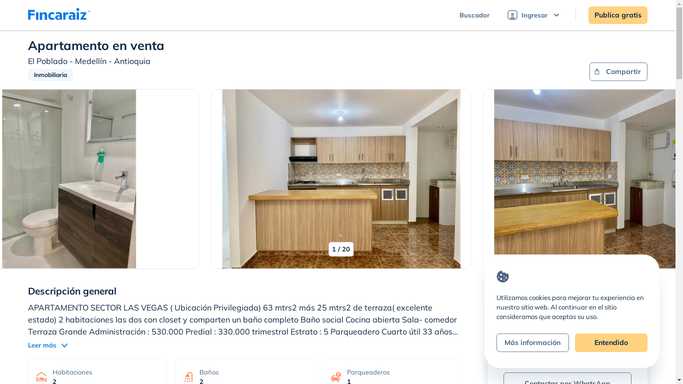 Fincaraiz
Buscador
Ingresar
Publica gratis
Apartamento en venta
El Poblado - Medellín - Antioquia
Inmobiliaria
Compartir
1 / 20
Descripción general
APARTAMENTO SECTOR LAS VEGAS ( Ubicación Privilegiada) 63 mtrs2 más 25 mtrs2 de terraza( excelente
estado) 2 habitaciones las dos con closet y comparten un baño completo Baño social Cocina abierta Sala- comedor
Terraza Grande Administración : 530.000 Predial : 330.000 trimestral Estrato : 5 Parqueadero Cuarto útil 33 años...
Leer más
Habitaciones
2
Baños
2
Parqueaderos
1
Utilizamos cookies para mejorar tu experiencia en
nuestro sitio web. Al continuar en el sitio
consideramos que aceptas su uso.
Más información
Entendido
Contactar por WhatsApp